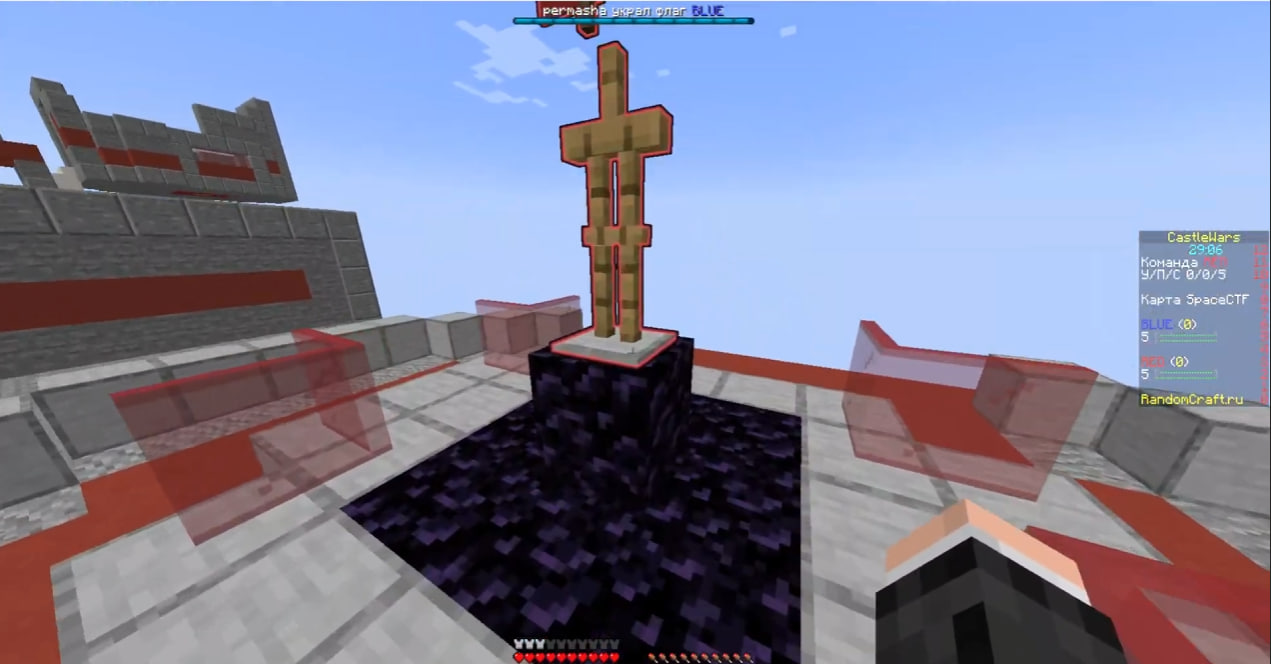 permasha украл флаг BLUE
CastleWars
29:06
Команда RED
У/П/С 0/0/5
Карта SpaceCTF
BLUE (0)
5
RED (0)
5
RandomCraft.ru